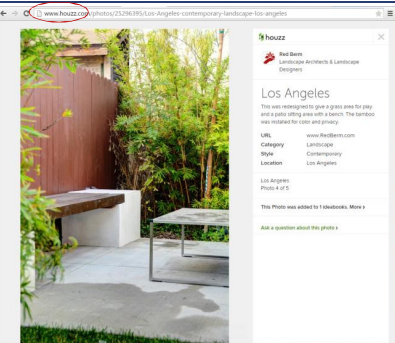 www.houzz.com/photos/25296395/Los-Angeles-contemporary-landscape-los-angeles
houzz
Red Berm
Landscape Architects & Landscape
Designers
Los Angeles
This was redesigned to give a grass area for play
and a patio sitting area with a bench. The bamboo
was installed for color and privacy.
URL www.RedBerm.com
Category Landscape
Style Contemporary
Location Los Angeles
Los Angeles
Photo 4 of 5
This Photo was added to 1 ideabooks. More ›
Ask a question about this photo ›